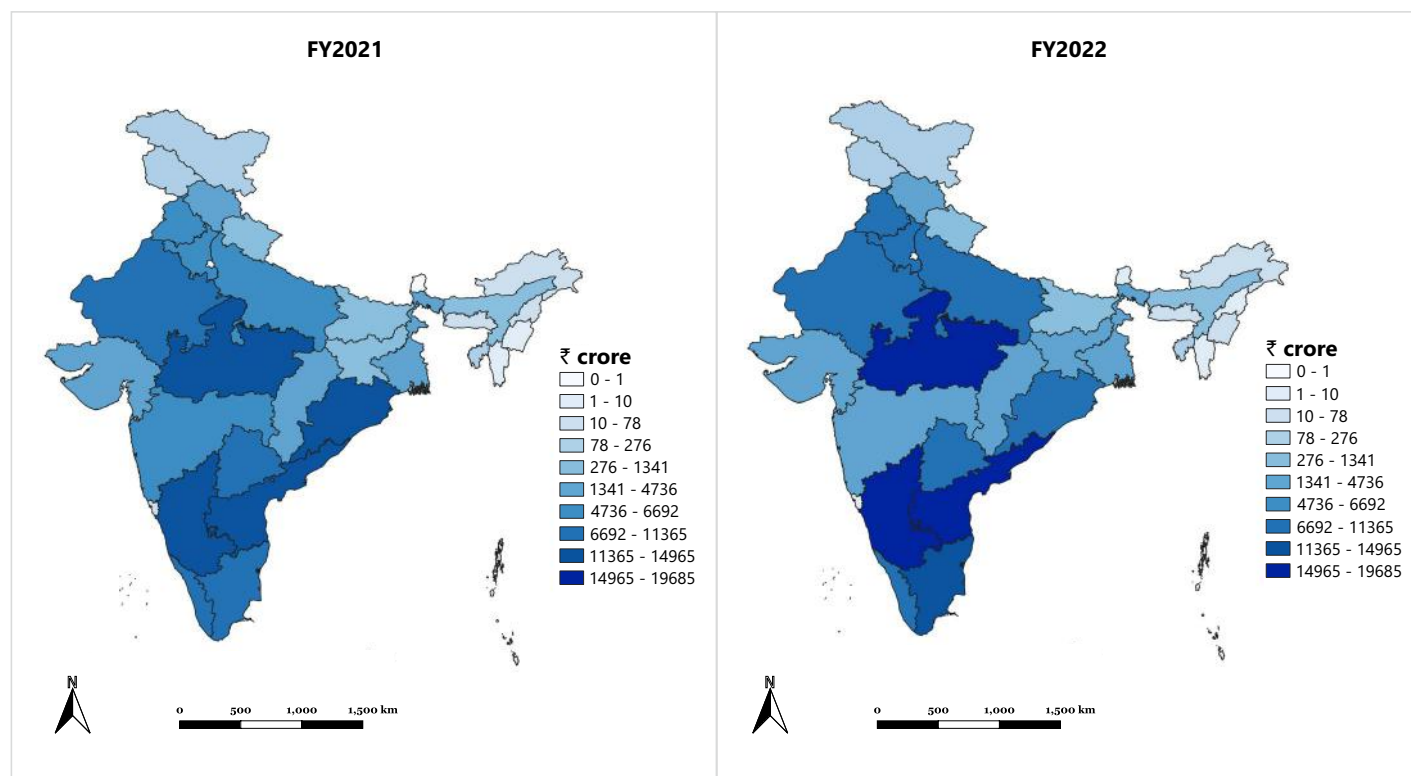 FY2021
₹ crore
0 - 1
1 - 10
10 - 78
78 - 276
276 - 1341
1341 - 4736
4736 - 6692
6692 - 11365
11365 - 14965
14965 - 19685
N
0 500 1,000 1,500 km
FY2022
₹ crore
0 - 1
1 - 10
10 - 78
78 - 276
276 - 1341
1341 - 4736
4736 - 6692
6692 - 11365
11365 - 14965
14965 - 19685
N
0 500 1,000 1,500 km